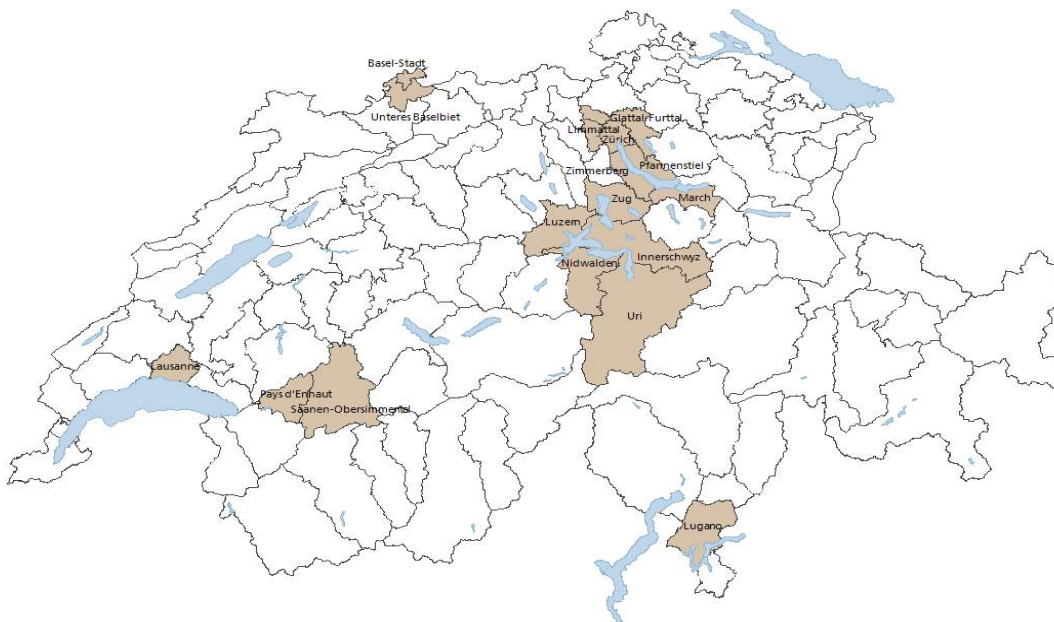 Basel-Stadt
Unteres Baselbiet
Glattal-Furttal
Limmattal
Zürich
Pfannenstiel
Zimmerberg
Zug
March
Luzern
Nidwalden
Innerschwyz
Uri
Lausanne
Pays d'Enhaut
Saanen-Obersimmental
Lugano